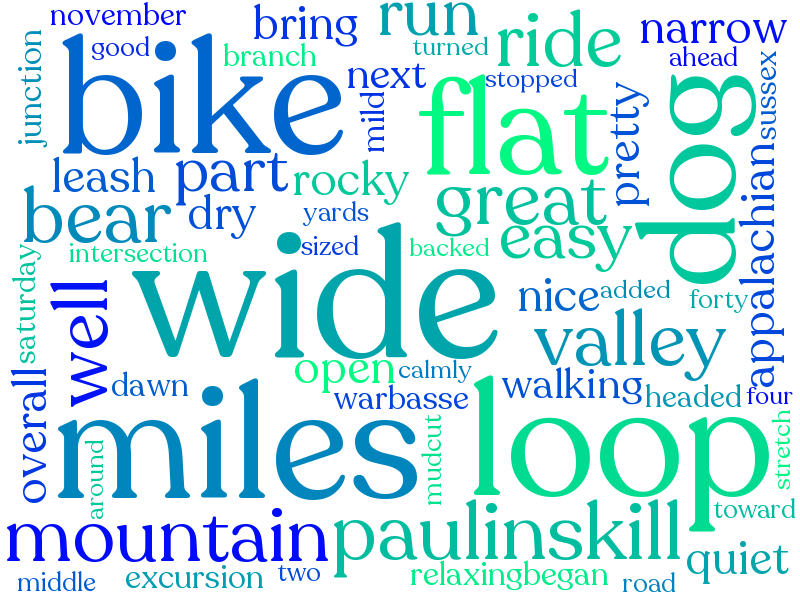 november
bring
run
narrow
good
branch
turned
ride
ahead
junction
bike
next
stopped
mild
flat
dog
sussex
leash
part
rocky
pretty
bear
dry
yards
great
easy
appalachian
intersection
sized
backed
saturday
well
wide
nice
added
forty
valley
open
calmly
overall
dawn
warbasse
walking
headed
four
miles
loop
around
mudcut
stretch
mountain
paulinskill
toward
quiet
middle
excursion
two
relaxing
began
road